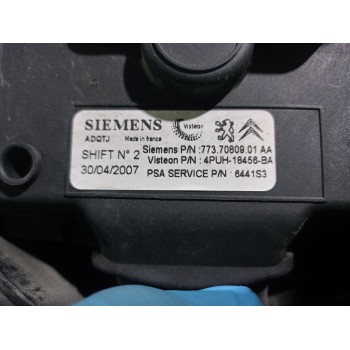 SIEMENS Visteon
ADQTJ Made in france
SHIFT N° 2 Siemens P/N :773.70809.01 AA
30/04/2007 Visteon P/N : 4PUH-18456-BA
PSA SERVICE P/N : 6441S3